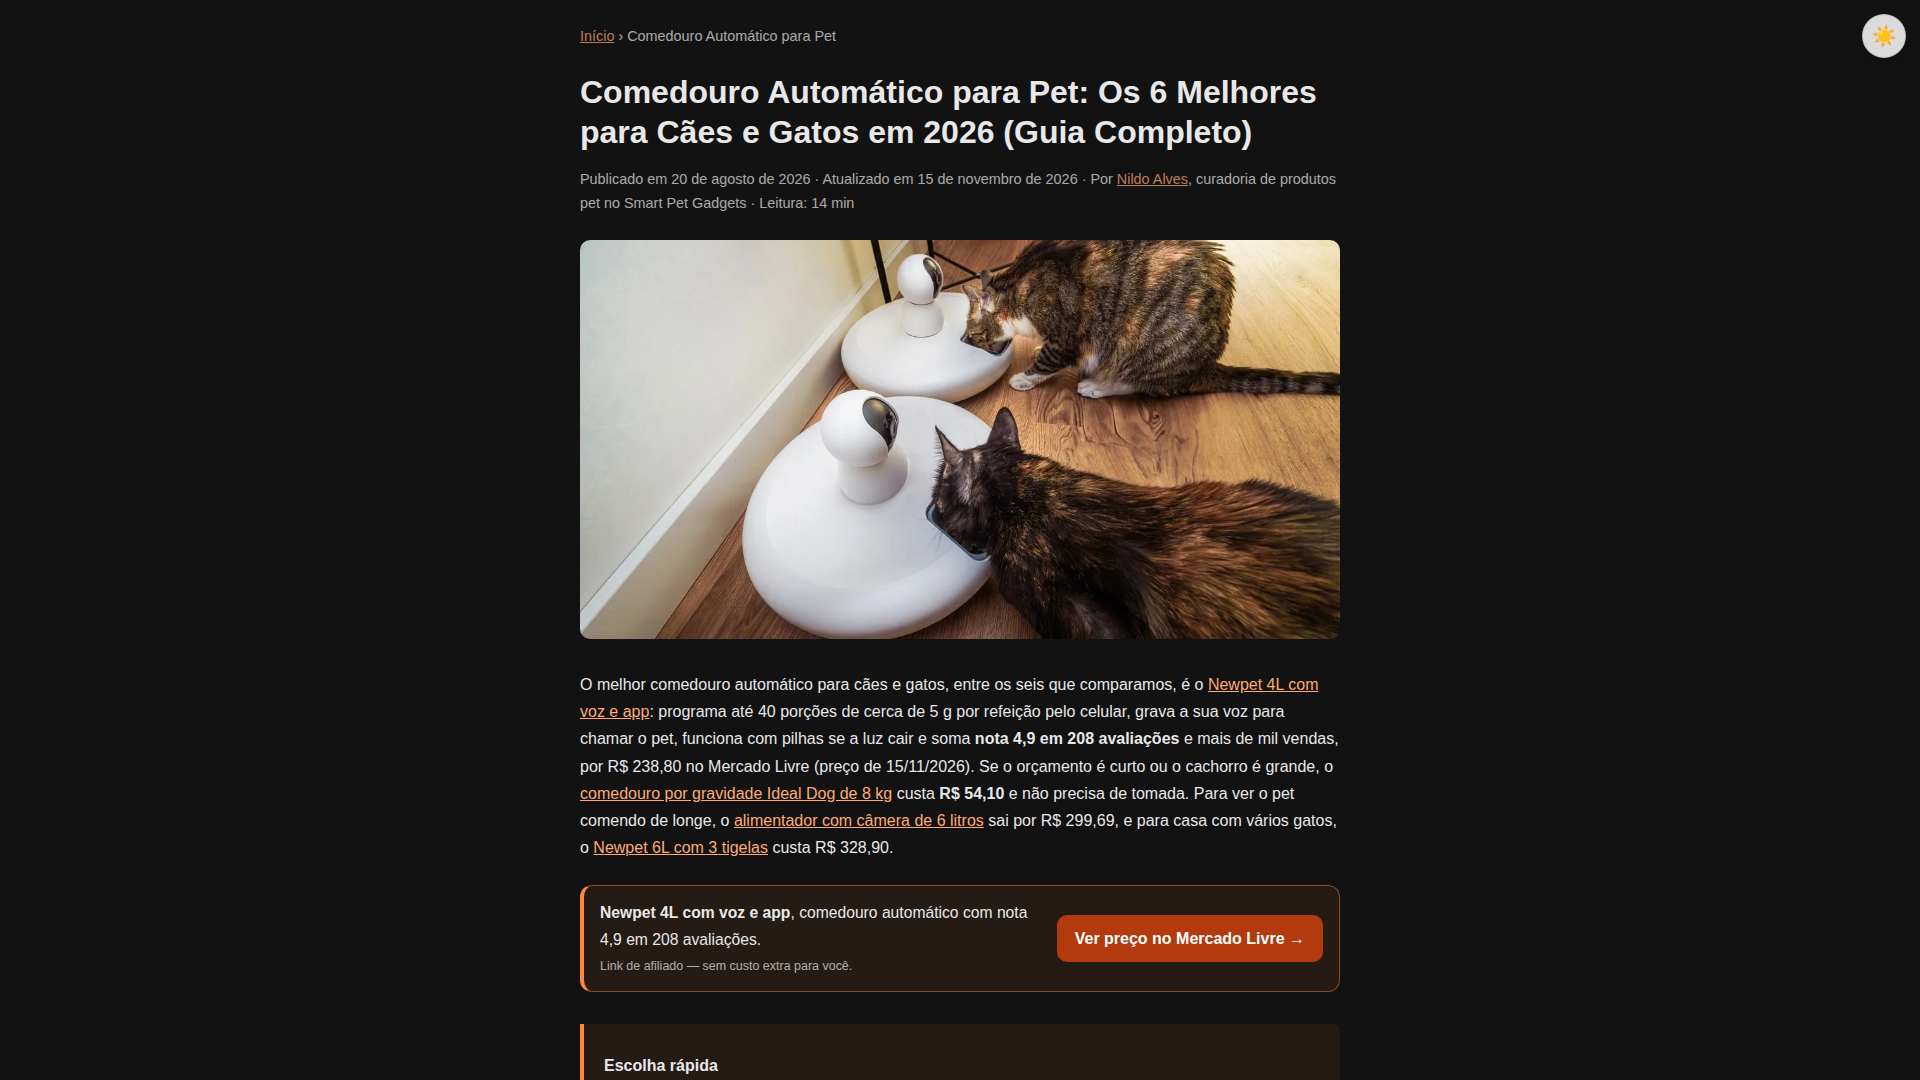 Início › Comedouro Automático para Pet
Comedouro Automático para Pet: Os 6 Melhores
para Cães e Gatos em 2026 (Guia Completo)
Publicado em 20 de agosto de 2026 · Atualizado em 15 de novembro de 2026 · Por Nildo Alves, curadoria de produtos
pet no Smart Pet Gadgets · Leitura: 14 min
O melhor comedouro automático para cães e gatos, entre os seis que comparamos, é o Newpet 4L com
voz e app: programa até 40 porções de cerca de 5 g por refeição pelo celular, grava a sua voz para
chamar o pet, funciona com pilhas se a luz cair e soma nota 4,9 em 208 avaliações e mais de mil vendas,
por R$ 238,80 no Mercado Livre (preço de 15/11/2026). Se o orçamento é curto ou o cachorro é grande, o
comedouro por gravidade Ideal Dog de 8 kg custa R$ 54,10 e não precisa de tomada. Para ver o pet
comendo de longe, o alimentador com câmera de 6 litros sai por R$ 299,69, e para casa com vários gatos,
o Newpet 6L com 3 tigelas custa R$ 328,90.
Newpet 4L com voz e app, comedouro automático com nota
4,9 em 208 avaliações.
Link de afiliado — sem custo extra para você.
Ver preço no Mercado Livre →
Escolha rápida